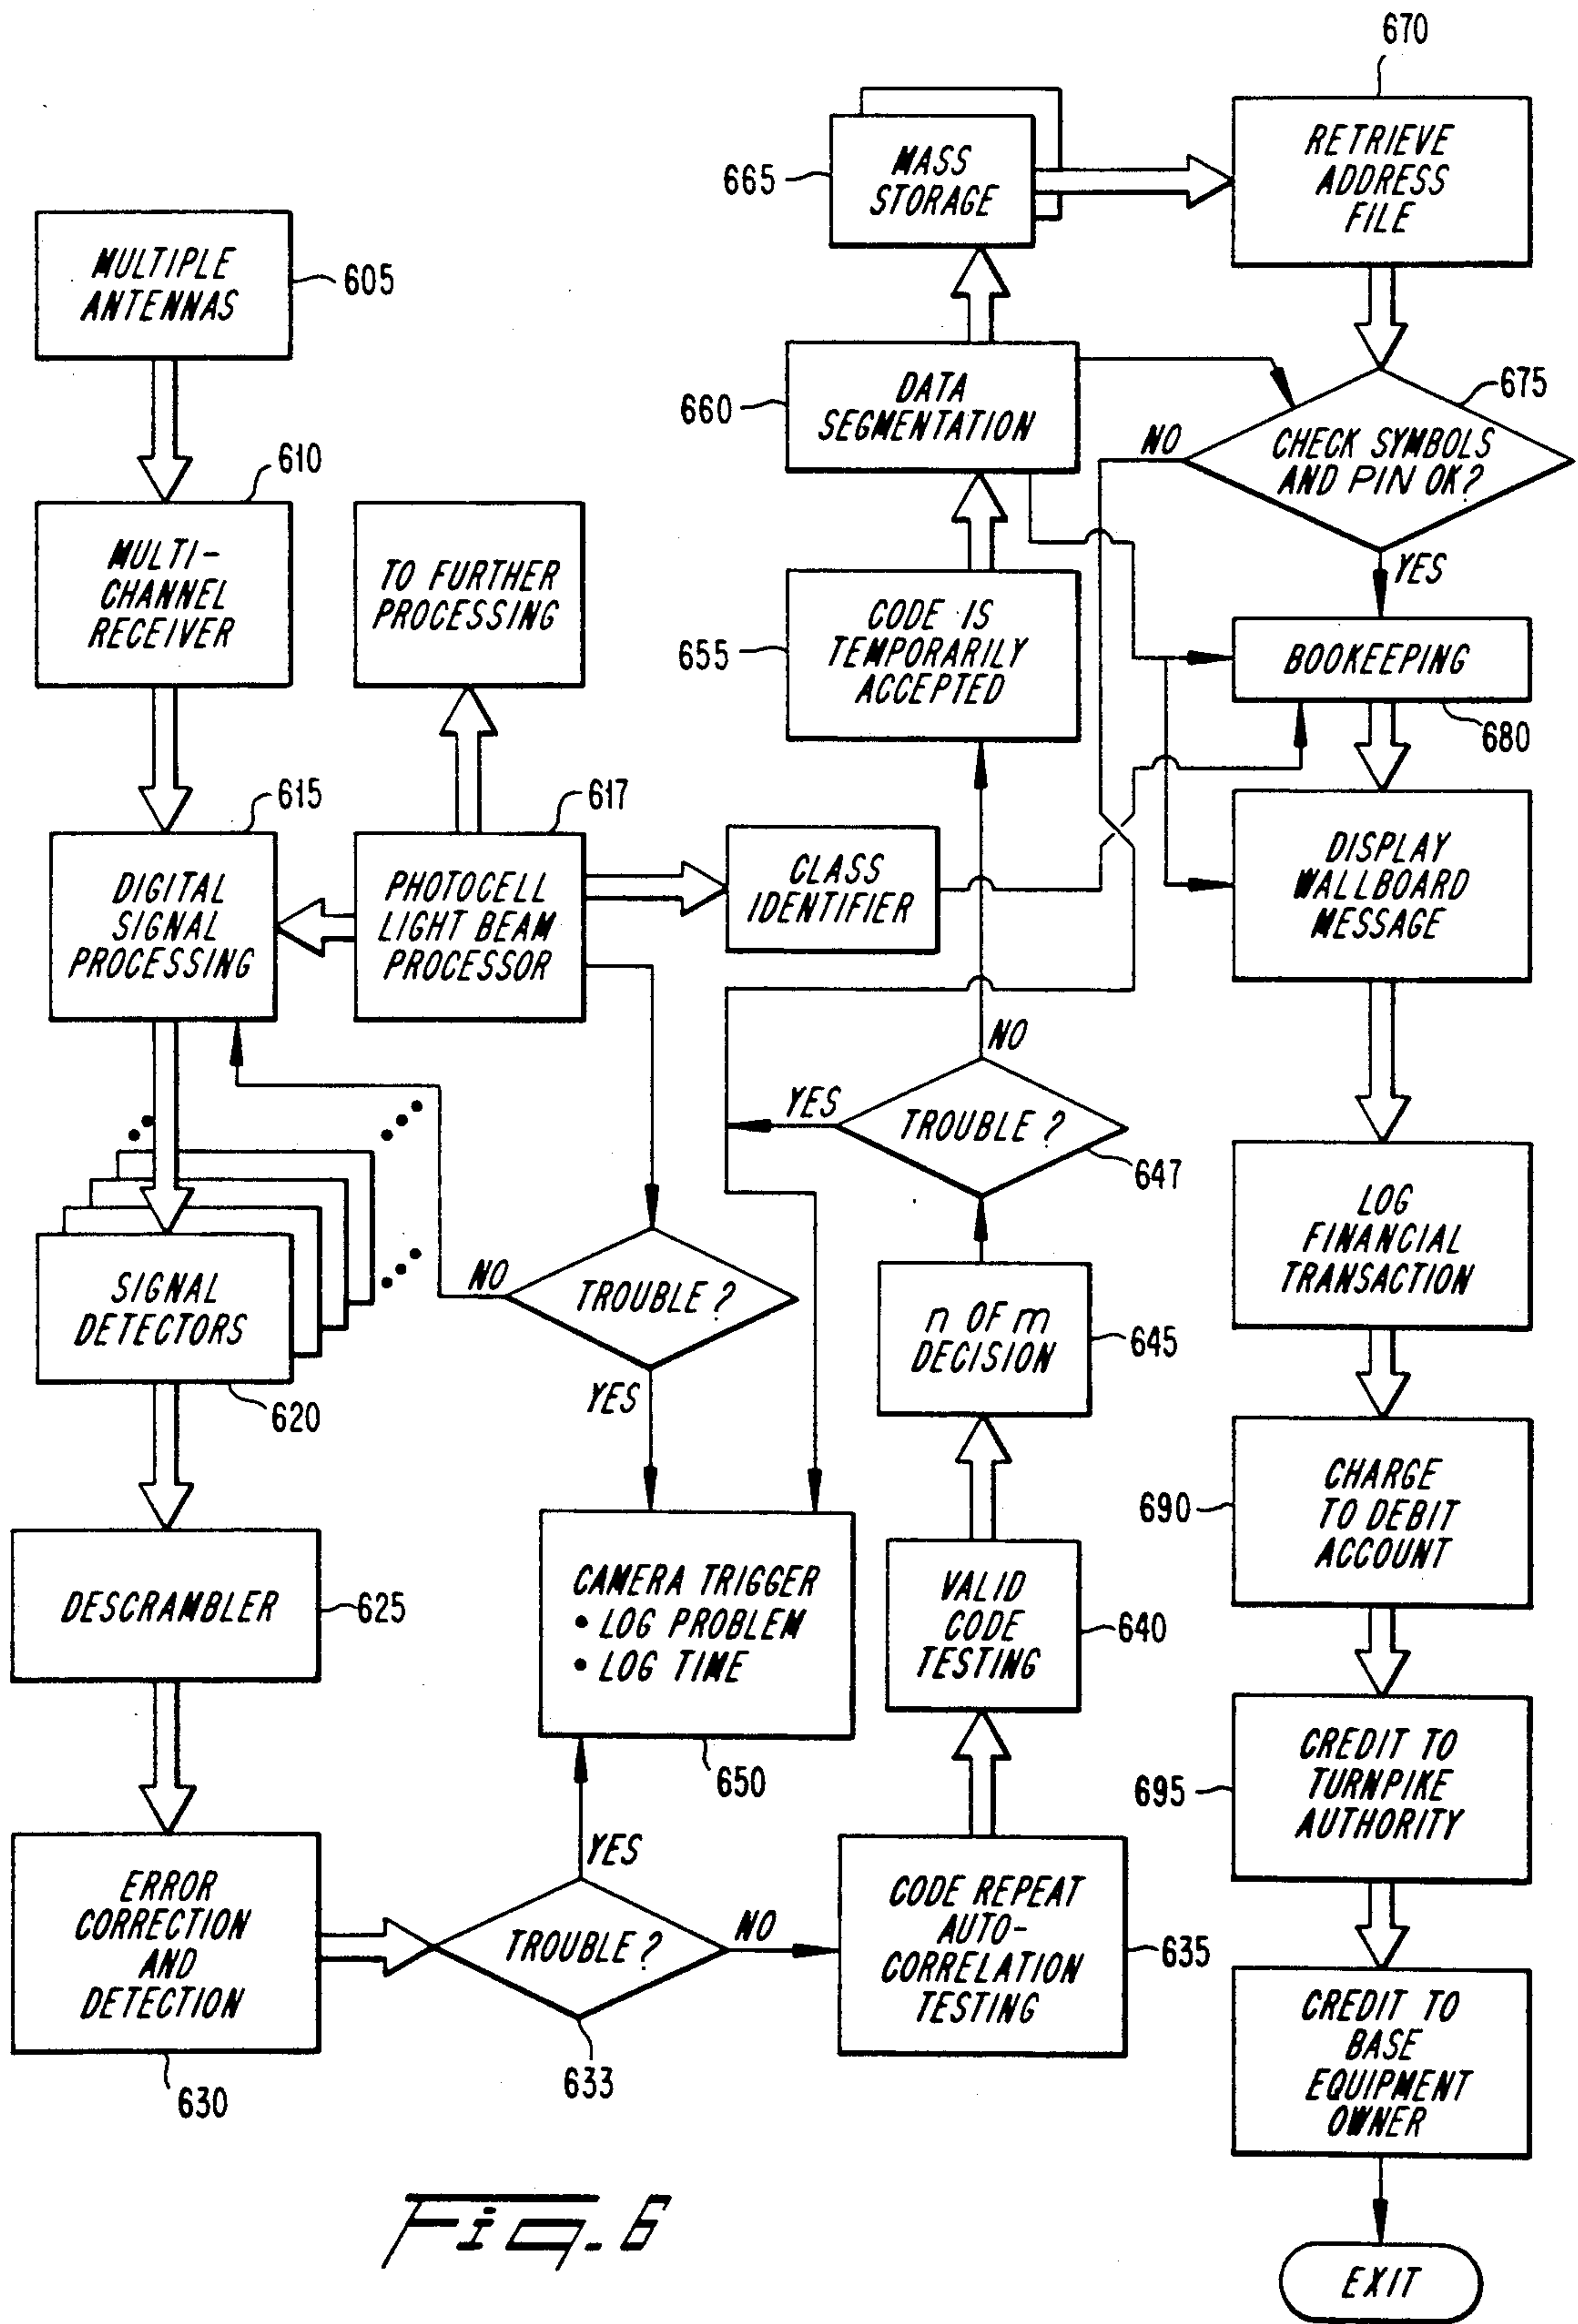 MULTIPLE
ANTENNAS
605
610
MULTI-
CHANNEL
RECEIVER
615
DIGITAL
SIGNAL
PROCESSING
TO FURTHER
PROCESSING
617
PHOTOCELL
LIGHT BEAM
PROCESSOR
CLASS
IDENTIFIER
SIGNAL
DETECTORS
620
NO
TROUBLE ?
YES
DESCRAMBLER
625
ERROR
CORRECTION
AND
DETECTION
630
TROUBLE ?
633
YES
NO
CAMERA TRIGGER
• LOG PROBLEM
• LOG TIME
650
CODE REPEAT
AUTO-
CORRELATION
TESTING
635
VALID
CODE
TESTING
640
n OF m
DECISION
645
TROUBLE ?
647
YES
NO
655
CODE IS
TEMPORARILY
ACCEPTED
660
DATA
SEGMENTATION
665
MASS
STORAGE
670
RETRIEVE
ADDRESS
FILE
675
CHECK SYMBOLS
AND PIN OK?
NO
YES
BOOKEEPING
680
DISPLAY
WALLBOARD
MESSAGE
LOG
FINANCIAL
TRANSACTION
690
CHARGE
TO DEBIT
ACCOUNT
695
CREDIT TO
TURNPIKE
AUTHORITY
CREDIT TO
BASE
EQUIPMENT
OWNER
EXIT
Fig. 6